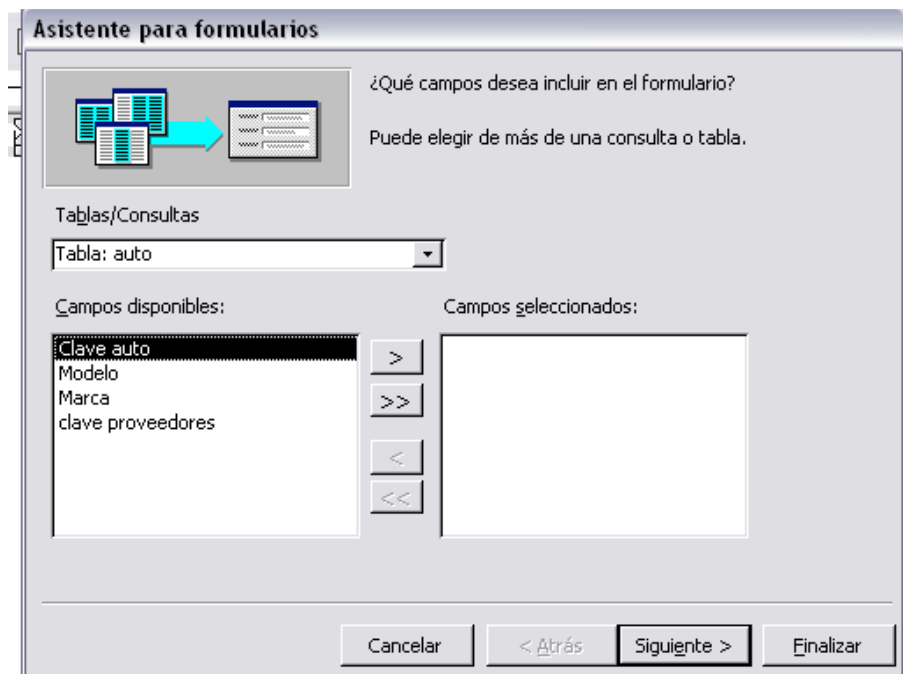 Asistente para formularios
¿Qué campos desea incluir en el formulario?
Puede elegir de más de una consulta o tabla.
Tablas/Consultas
Tabla: auto
Campos disponibles:
Campos seleccionados:
Clave auto
Modelo
Marca
clave proveedores
>
>>
<
<<
Cancelar
< Atrás
Siguiente >
Finalizar